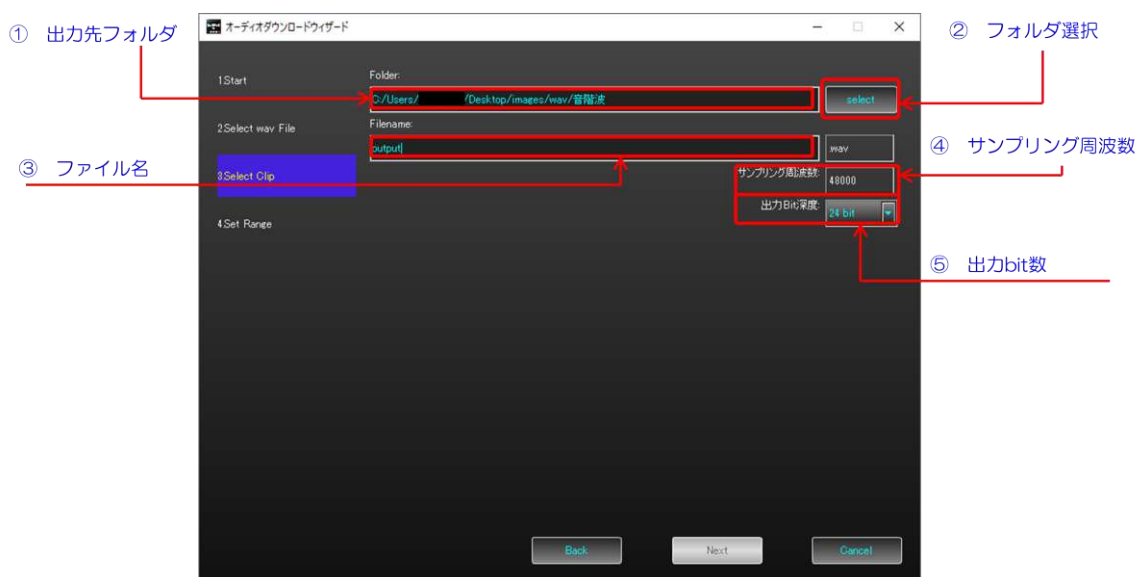 ① 出力先フォルダ
オーディオダウンロードウィザード
② フォルダ選択
1.Start
Folder:
C:/Users/ /Desktop/images/wav/音階波
select
2.Select wav File
Filename:
output
.wav
④ サンプリング周波数
③ ファイル名
3.Select Clip
サンプリング周波数:
48000
出力Bit深度:
24 bit
4.Set Range
⑤ 出力bit数
Back
Next
Cancel